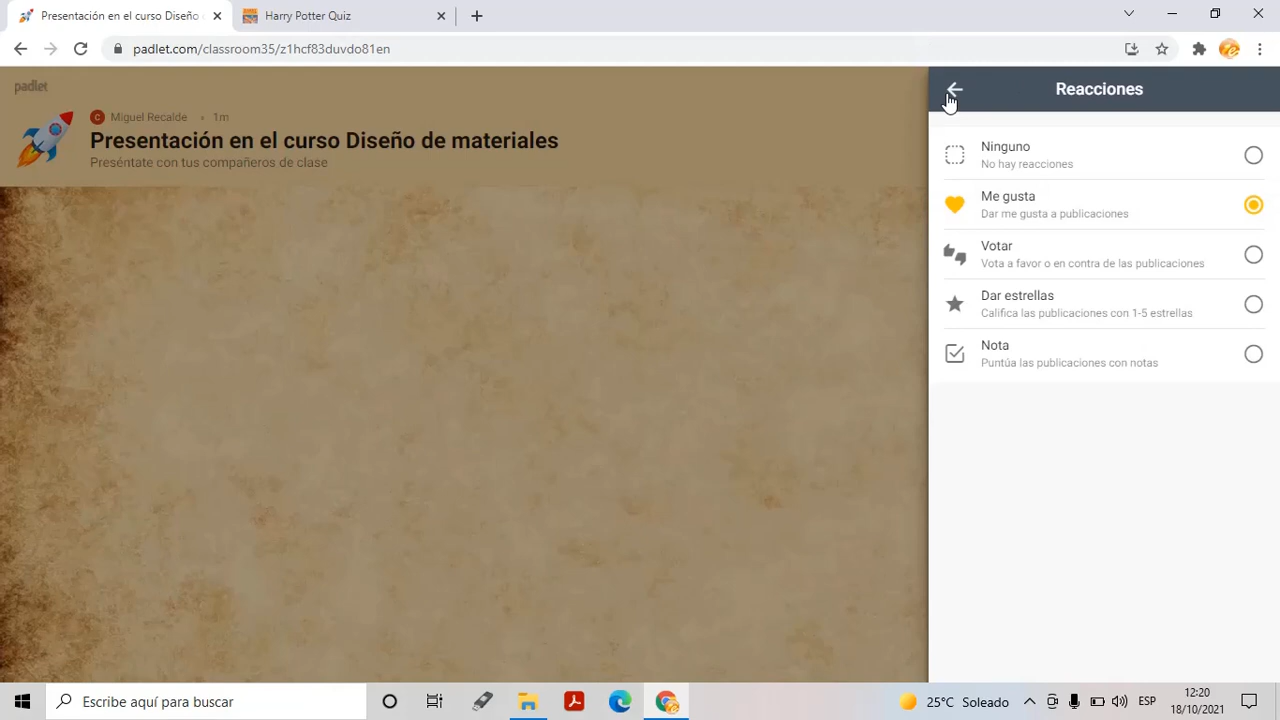 Presentación en el curso Diseño
Harry Potter Quiz
padlet.com/classroom35/z1hcf83duvdo81en
padlet
C Miguel Recalde • 1m
Presentación en el curso Diseño de materiales
Preséntate con tus compañeros de clase
Reacciones
Ninguno
No hay reacciones
Me gusta
Dar me gusta a publicaciones
Votar
Vota a favor o en contra de las publicaciones
Dar estrellas
Califica las publicaciones con 1-5 estrellas
Nota
Puntúa las publicaciones con notas
Escribe aquí para buscar
25°C Soleado
ESP
12:20
18/10/2021